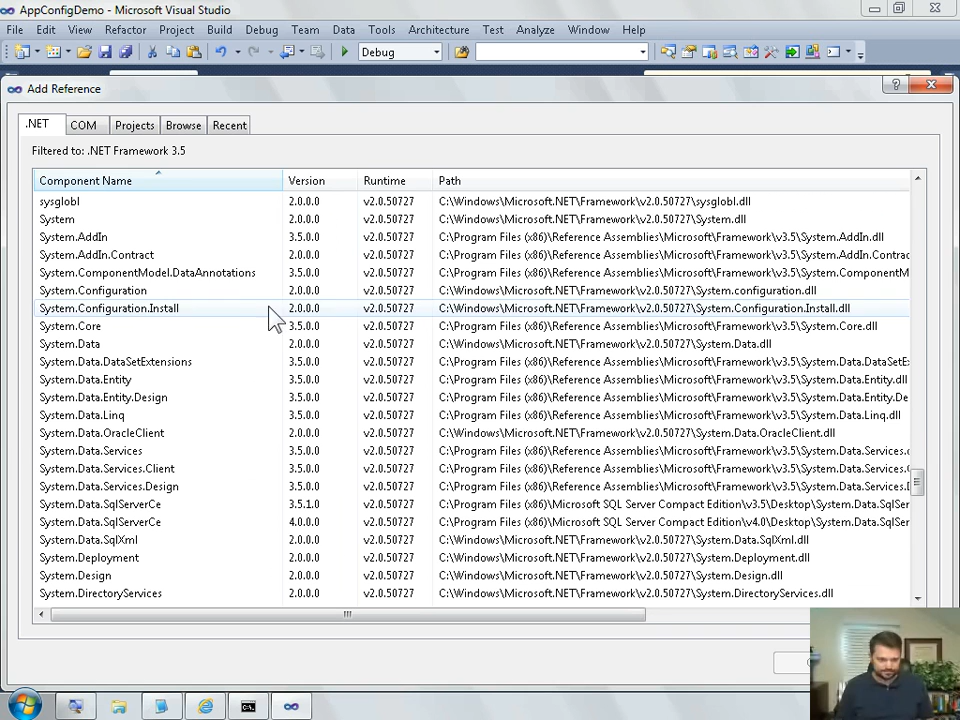 AppConfigDemo - Microsoft Visual Studio
File Edit View Refactor Project Build Debug Team Data Tools Architecture Test Analyze Window Help
Debug
Add Reference
.NET COM Projects Browse Recent
Filtered to: .NET Framework 3.5
Component Name Version Runtime Path
sysglobl 2.0.0.0 v2.0.50727 C:\Windows\Microsoft.NET\Framework\v2.0.50727\sysglobl.dll
System 2.0.0.0 v2.0.50727 C:\Windows\Microsoft.NET\Framework\v2.0.50727\System.dll
System.AddIn 3.5.0.0 v2.0.50727 C:\Program Files (x86)\Reference Assemblies\Microsoft\Framework\v3.5\System.AddIn.dll
System.AddIn.Contract 2.0.0.0 v2.0.50727 C:\Program Files (x86)\Reference Assemblies\Microsoft\Framework\v3.5\System.AddIn.Contrac
System.ComponentModel.DataAnnotations 3.5.0.0 v2.0.50727 C:\Program Files (x86)\Reference Assemblies\Microsoft\Framework\v3.5\System.ComponentM
System.Configuration 2.0.0.0 v2.0.50727 C:\Windows\Microsoft.NET\Framework\v2.0.50727\System.configuration.dll
System.Configuration.Install 2.0.0.0 v2.0.50727 C:\Windows\Microsoft.NET\Framework\v2.0.50727\System.Configuration.Install.dll
System.Core 3.5.0.0 v2.0.50727 C:\Program Files (x86)\Reference Assemblies\Microsoft\Framework\v3.5\System.Core.dll
System.Data 2.0.0.0 v2.0.50727 C:\Windows\Microsoft.NET\Framework\v2.0.50727\System.Data.dll
System.Data.DataSetExtensions 3.5.0.0 v2.0.50727 C:\Program Files (x86)\Reference Assemblies\Microsoft\Framework\v3.5\System.Data.DataSetEx
System.Data.Entity 3.5.0.0 v2.0.50727 C:\Program Files (x86)\Reference Assemblies\Microsoft\Framework\v3.5\System.Data.Entity.dll
System.Data.Entity.Design 3.5.0.0 v2.0.50727 C:\Program Files (x86)\Reference Assemblies\Microsoft\Framework\v3.5\System.Data.Entity.De
System.Data.Linq 3.5.0.0 v2.0.50727 C:\Program Files (x86)\Reference Assemblies\Microsoft\Framework\v3.5\System.Data.Linq.dll
System.Data.OracleClient 2.0.0.0 v2.0.50727 C:\Windows\Microsoft.NET\Framework\v2.0.50727\System.Data.OracleClient.dll
System.Data.Services 3.5.0.0 v2.0.50727 C:\Program Files (x86)\Reference Assemblies\Microsoft\Framework\v3.5\System.Data.Services.
System.Data.Services.Client 3.5.0.0 v2.0.50727 C:\Program Files (x86)\Reference Assemblies\Microsoft\Framework\v3.5\System.Data.Services.
System.Data.Services.Design 3.5.0.0 v2.0.50727 C:\Program Files (x86)\Reference Assemblies\Microsoft\Framework\v3.5\System.Data.Services.
System.Data.SqlServerCe 3.5.1.0 v2.0.50727 C:\Program Files (x86)\Microsoft SQL Server Compact Edition\v3.5\Desktop\System.Data.SqlSer
System.Data.SqlServerCe 4.0.0.0 v2.0.50727 C:\Program Files (x86)\Microsoft SQL Server Compact Edition\v4.0\Desktop\System.Data.SqlSer
System.Data.SqlXml 2.0.0.0 v2.0.50727 C:\Windows\Microsoft.NET\Framework\v2.0.50727\System.Data.SqlXml.dll
System.Deployment 2.0.0.0 v2.0.50727 C:\Windows\Microsoft.NET\Framework\v2.0.50727\System.Deployment.dll
System.Design 2.0.0.0 v2.0.50727 C:\Windows\Microsoft.NET\Framework\v2.0.50727\System.Design.dll
System.DirectoryServices 2.0.0.0 v2.0.50727 C:\Windows\Microsoft.NET\Framework\v2.0.50727\System.DirectoryServices.dll